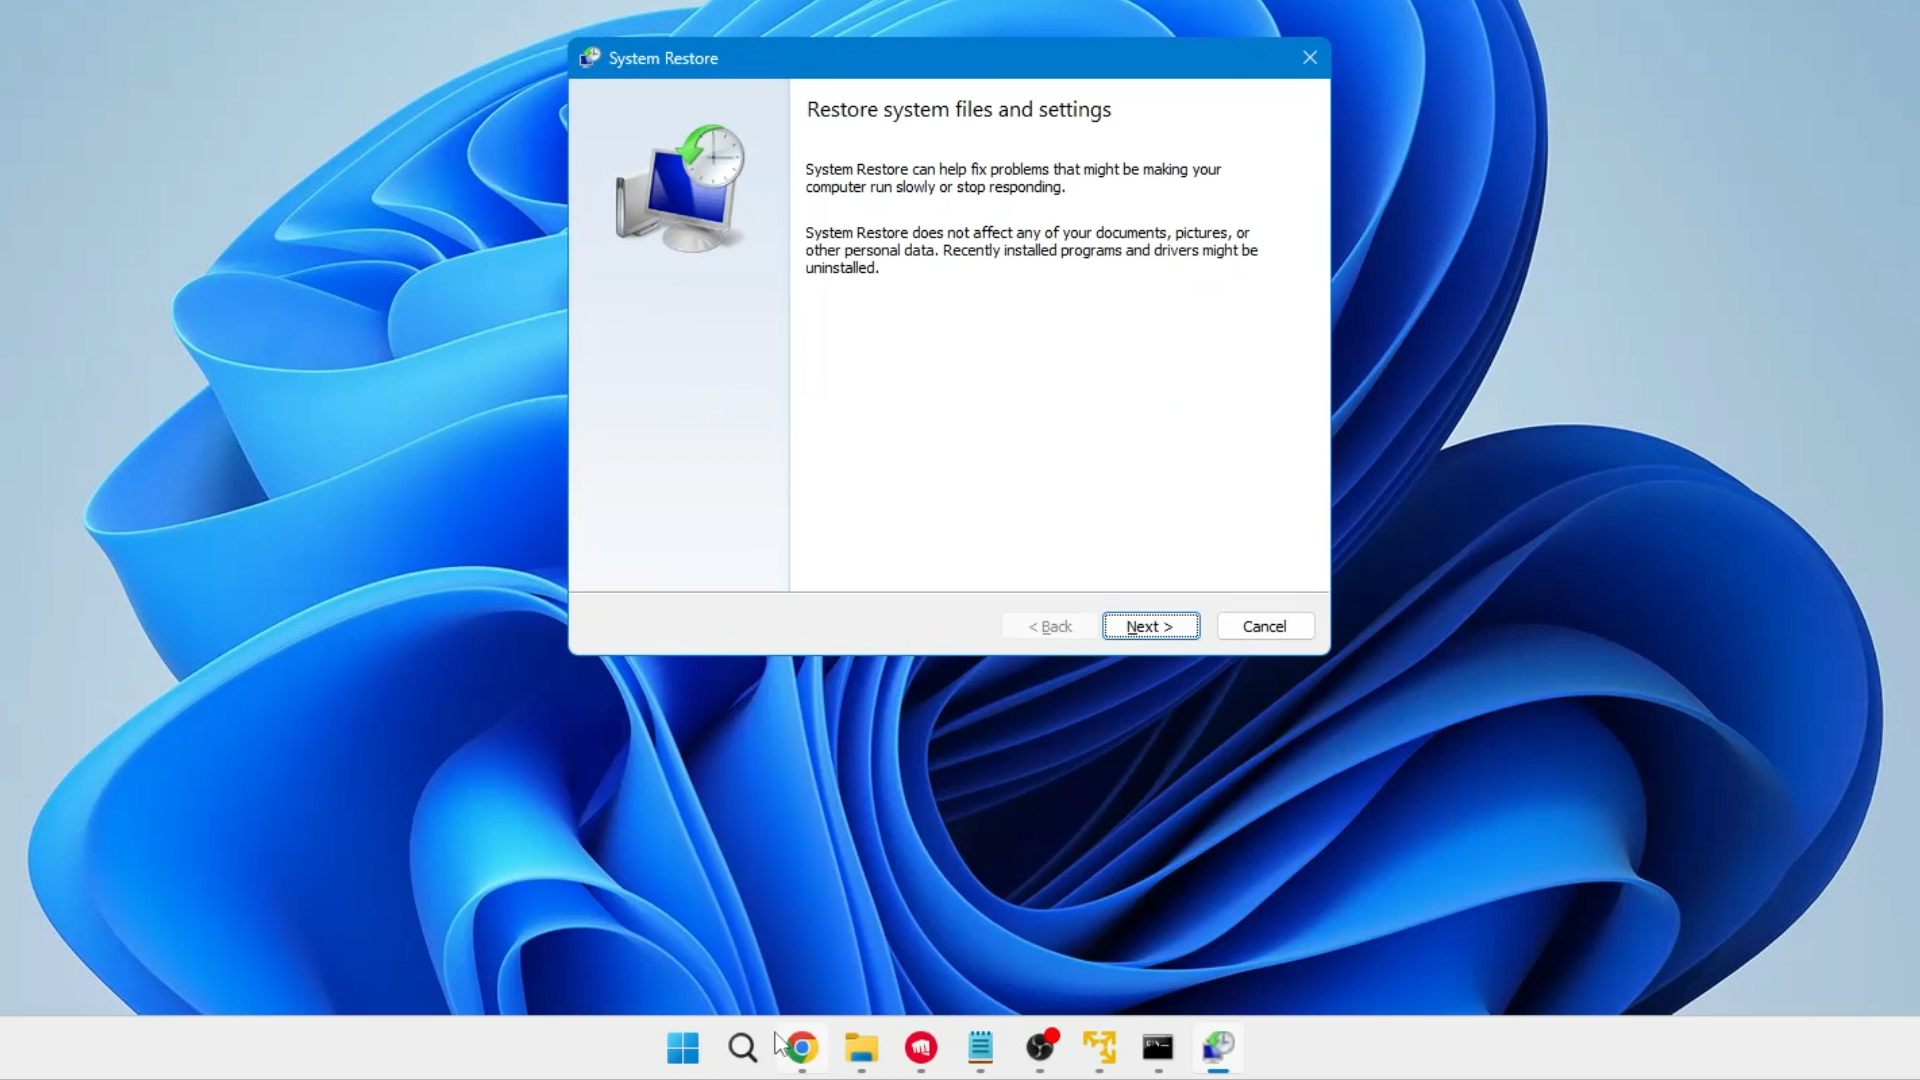 System Restore
Restore system files and settings
System Restore can help fix problems that might be making your
computer run slowly or stop responding.
System Restore does not affect any of your documents, pictures, or
other personal data. Recently installed programs and drivers might be
uninstalled.
< Back
Next >
Cancel